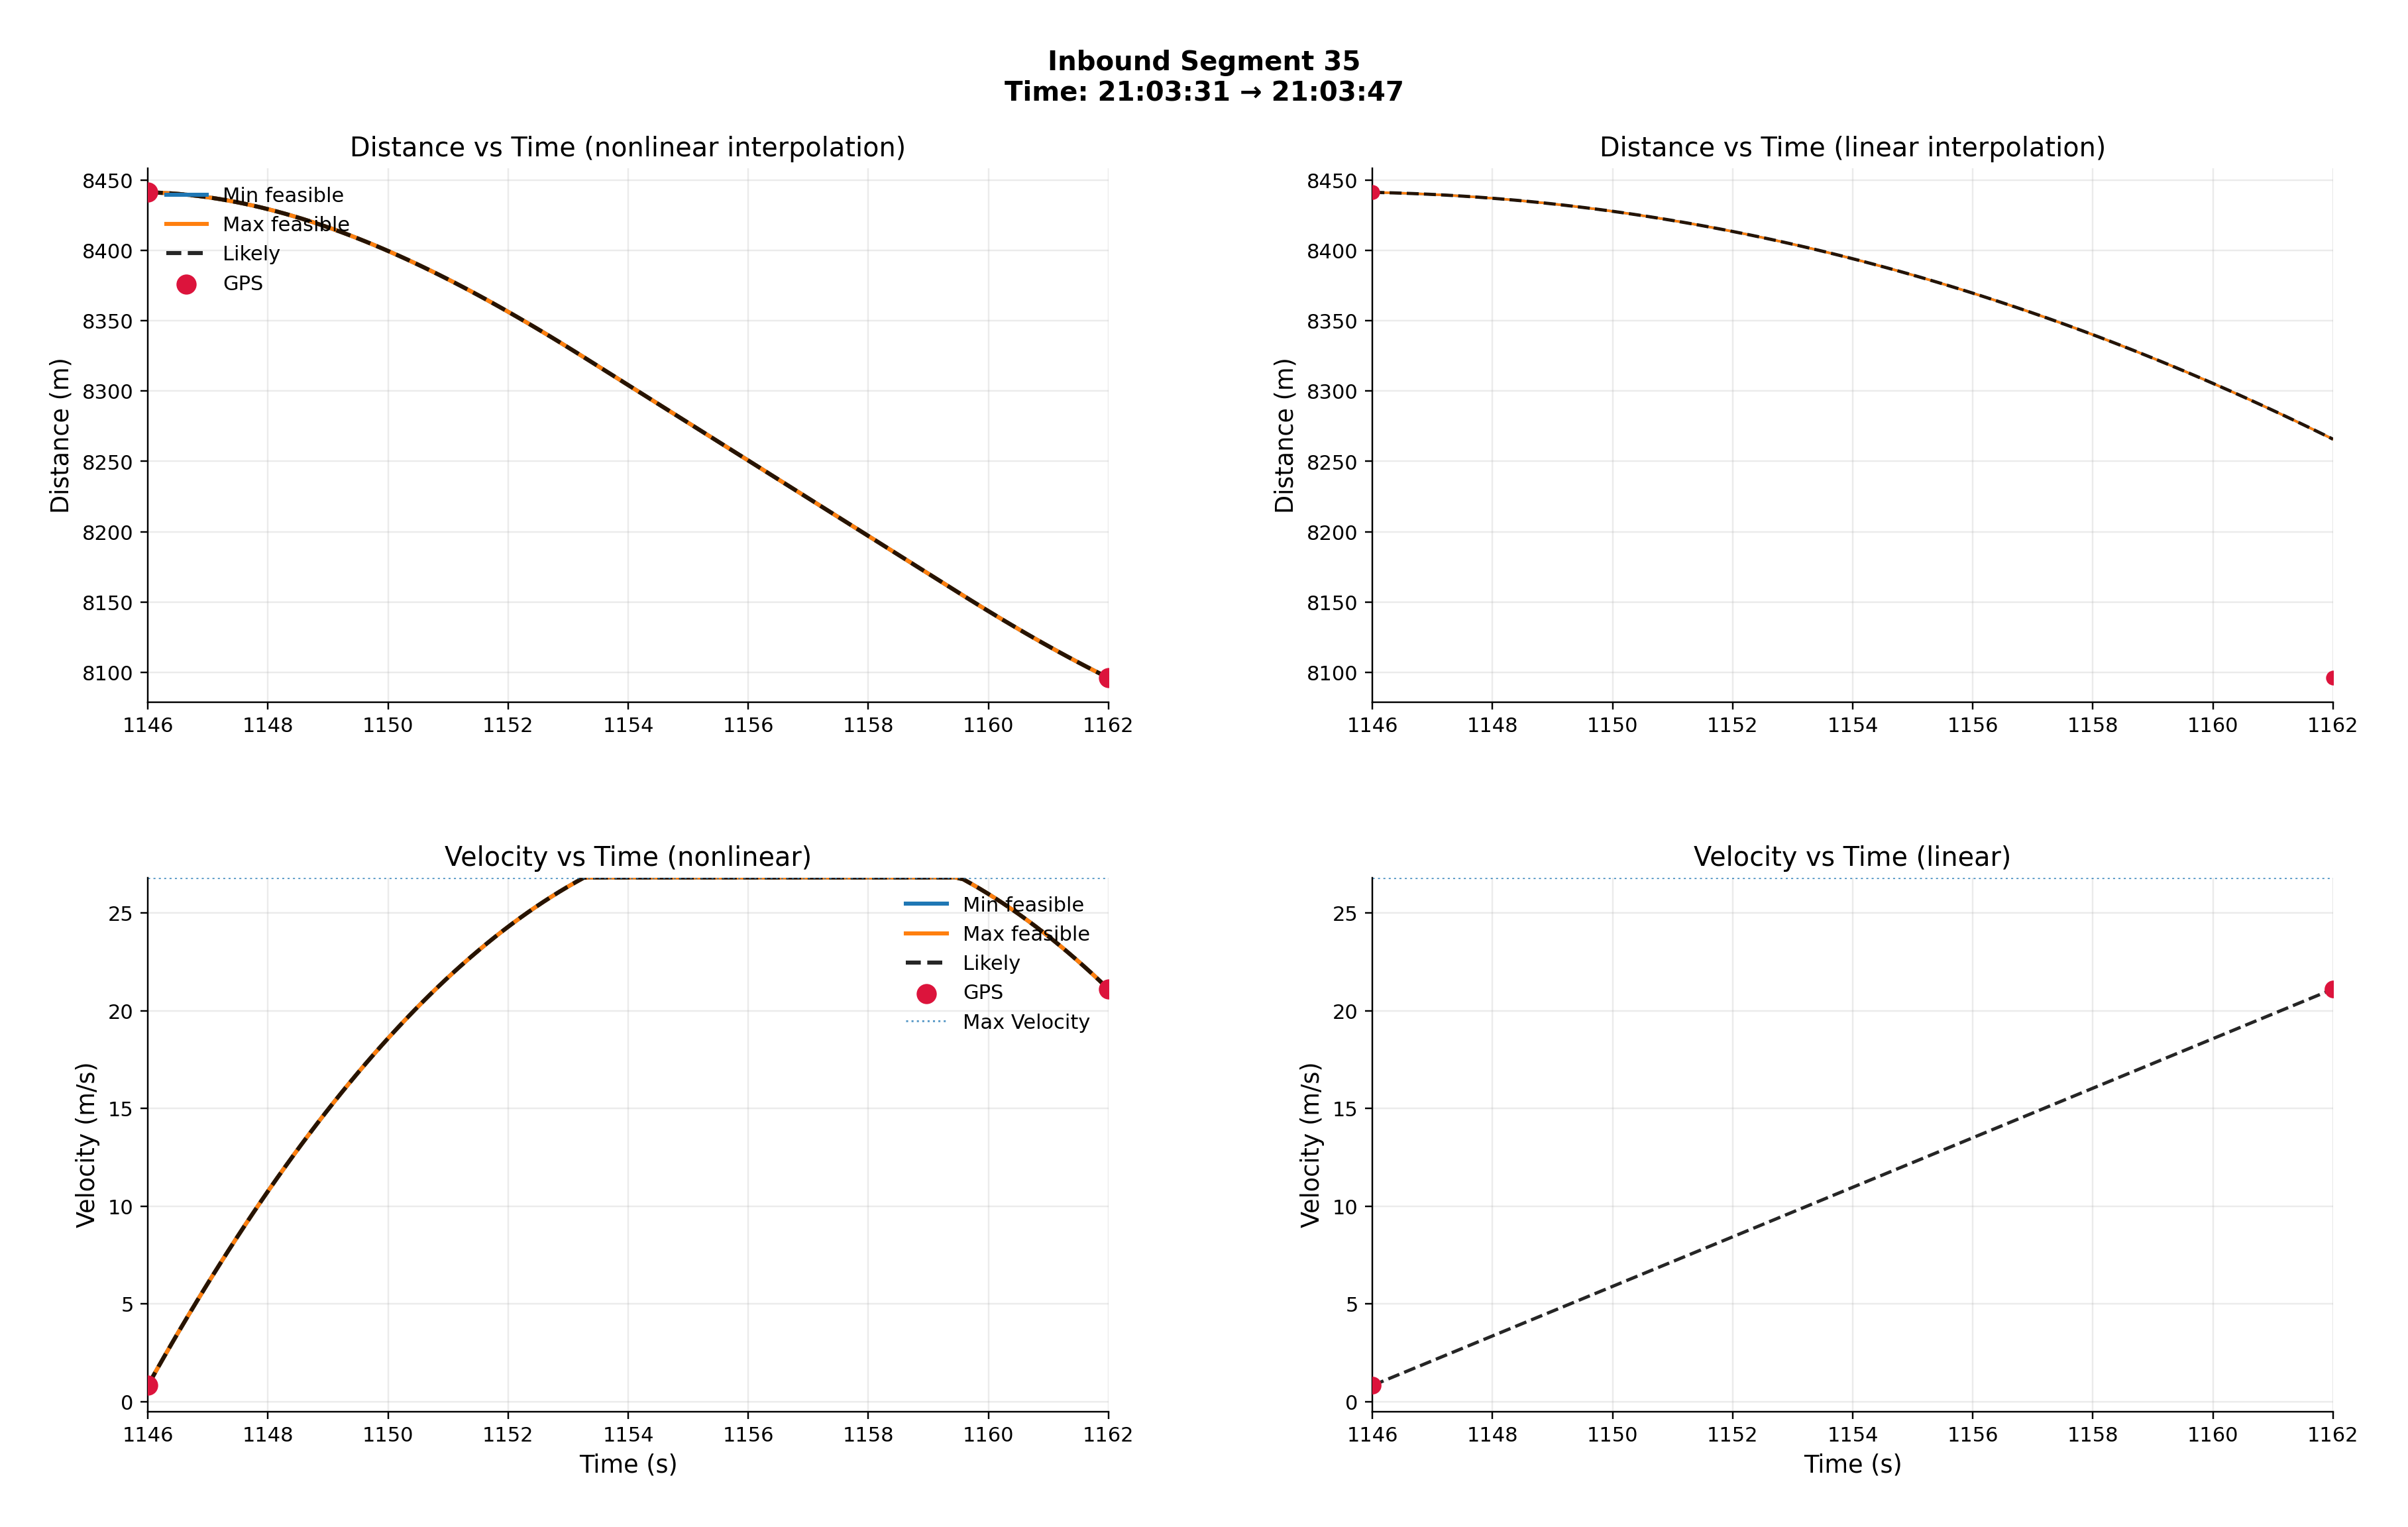 Inbound Segment 35
Time: 21:03:31 → 21:03:47
Distance vs Time (nonlinear interpolation)
Distance (m)
8450
8400
8350
8300
8250
8200
8150
8100
Min feasible
Max feasible
Likely
GPS
1146 1148 1150 1152 1154 1156 1158 1160 1162
Distance vs Time (linear interpolation)
Distance (m)
8450
8400
8350
8300
8250
8200
8150
8100
1146 1148 1150 1152 1154 1156 1158 1160 1162
Velocity vs Time (nonlinear)
Velocity (m/s)
25
20
15
10
5
0
Min feasible
Max feasible
Likely
GPS
Max Velocity
1146 1148 1150 1152 1154 1156 1158 1160 1162
Time (s)
Velocity vs Time (linear)
Velocity (m/s)
25
20
15
10
5
0
1146 1148 1150 1152 1154 1156 1158 1160 1162
Time (s)